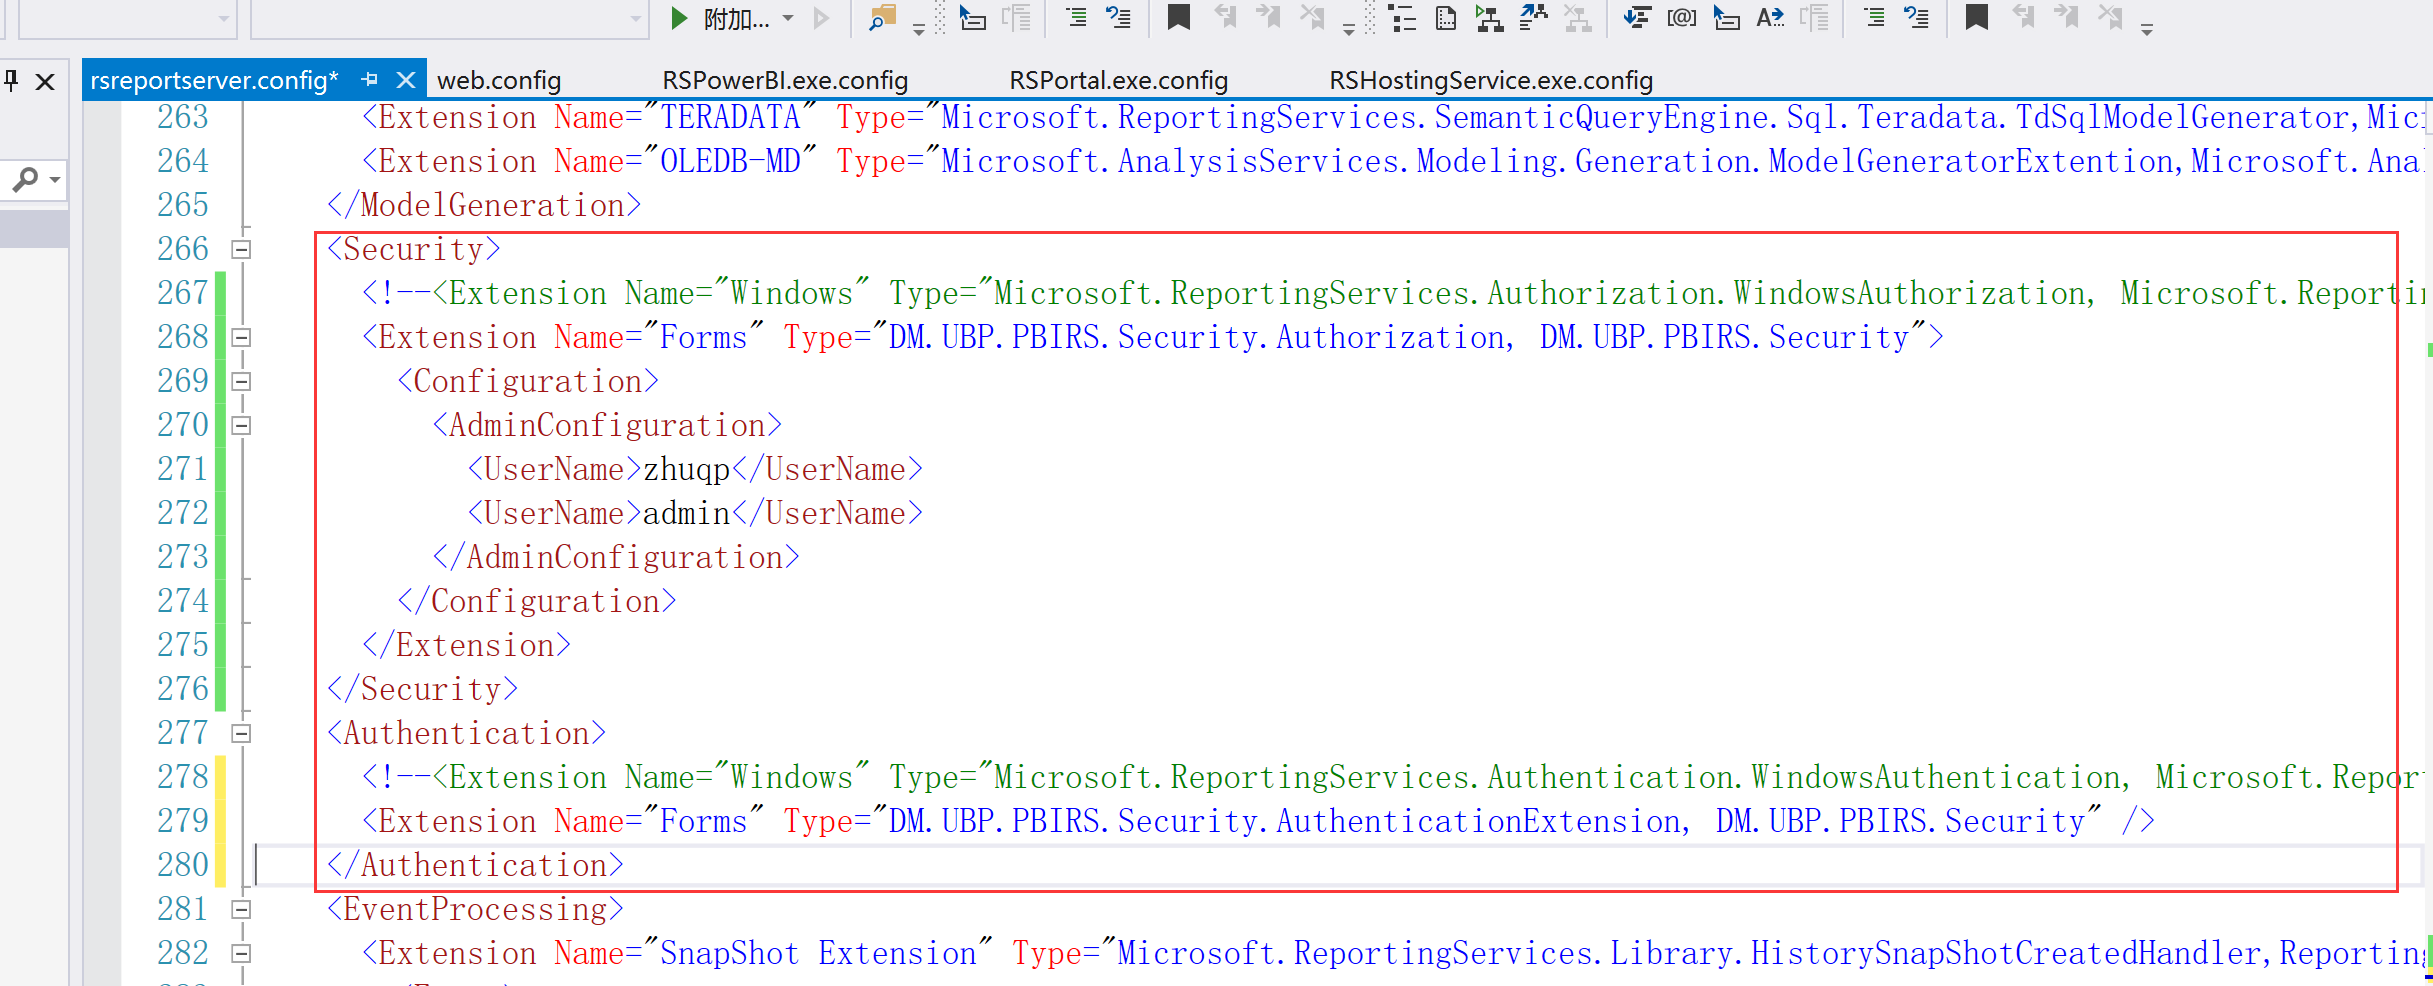 附加...
rsreportserver.config* web.config RSPowerBI.exe.config RSPortal.exe.config RSHostingService.exe.config
263 <Extension Name="TERADATA" Type="Microsoft.ReportingServices.SemanticQueryEngine.Sql.Teradata.TdSqlModelGenerator,Mic
264 <Extension Name="OLEDB-MD" Type="Microsoft.AnalysisServices.Modeling.Generation.ModelGeneratorExtention,Microsoft.Ana
265 </ModelGeneration>
266 <Security>
267 <!--<Extension Name="Windows" Type="Microsoft.ReportingServices.Authorization.WindowsAuthorization, Microsoft.Reportin
268 <Extension Name="Forms" Type="DM.UBP.PBIRS.Security.Authorization, DM.UBP.PBIRS.Security">
269 <Configuration>
270 <AdminConfiguration>
271 <UserName>zhuqp</UserName>
272 <UserName>admin</UserName>
273 </AdminConfiguration>
274 </Configuration>
275 </Extension>
276 </Security>
277 <Authentication>
278 <!--<Extension Name="Windows" Type="Microsoft.ReportingServices.Authentication.WindowsAuthentication, Microsoft.Repor
279 <Extension Name="Forms" Type="DM.UBP.PBIRS.Security.AuthenticationExtension, DM.UBP.PBIRS.Security" />
280 </Authentication>
281 <EventProcessing>
282 <Extension Name="SnapShot Extension" Type="Microsoft.ReportingServices.Library.HistorySnapShotCreatedHandler,Reporting